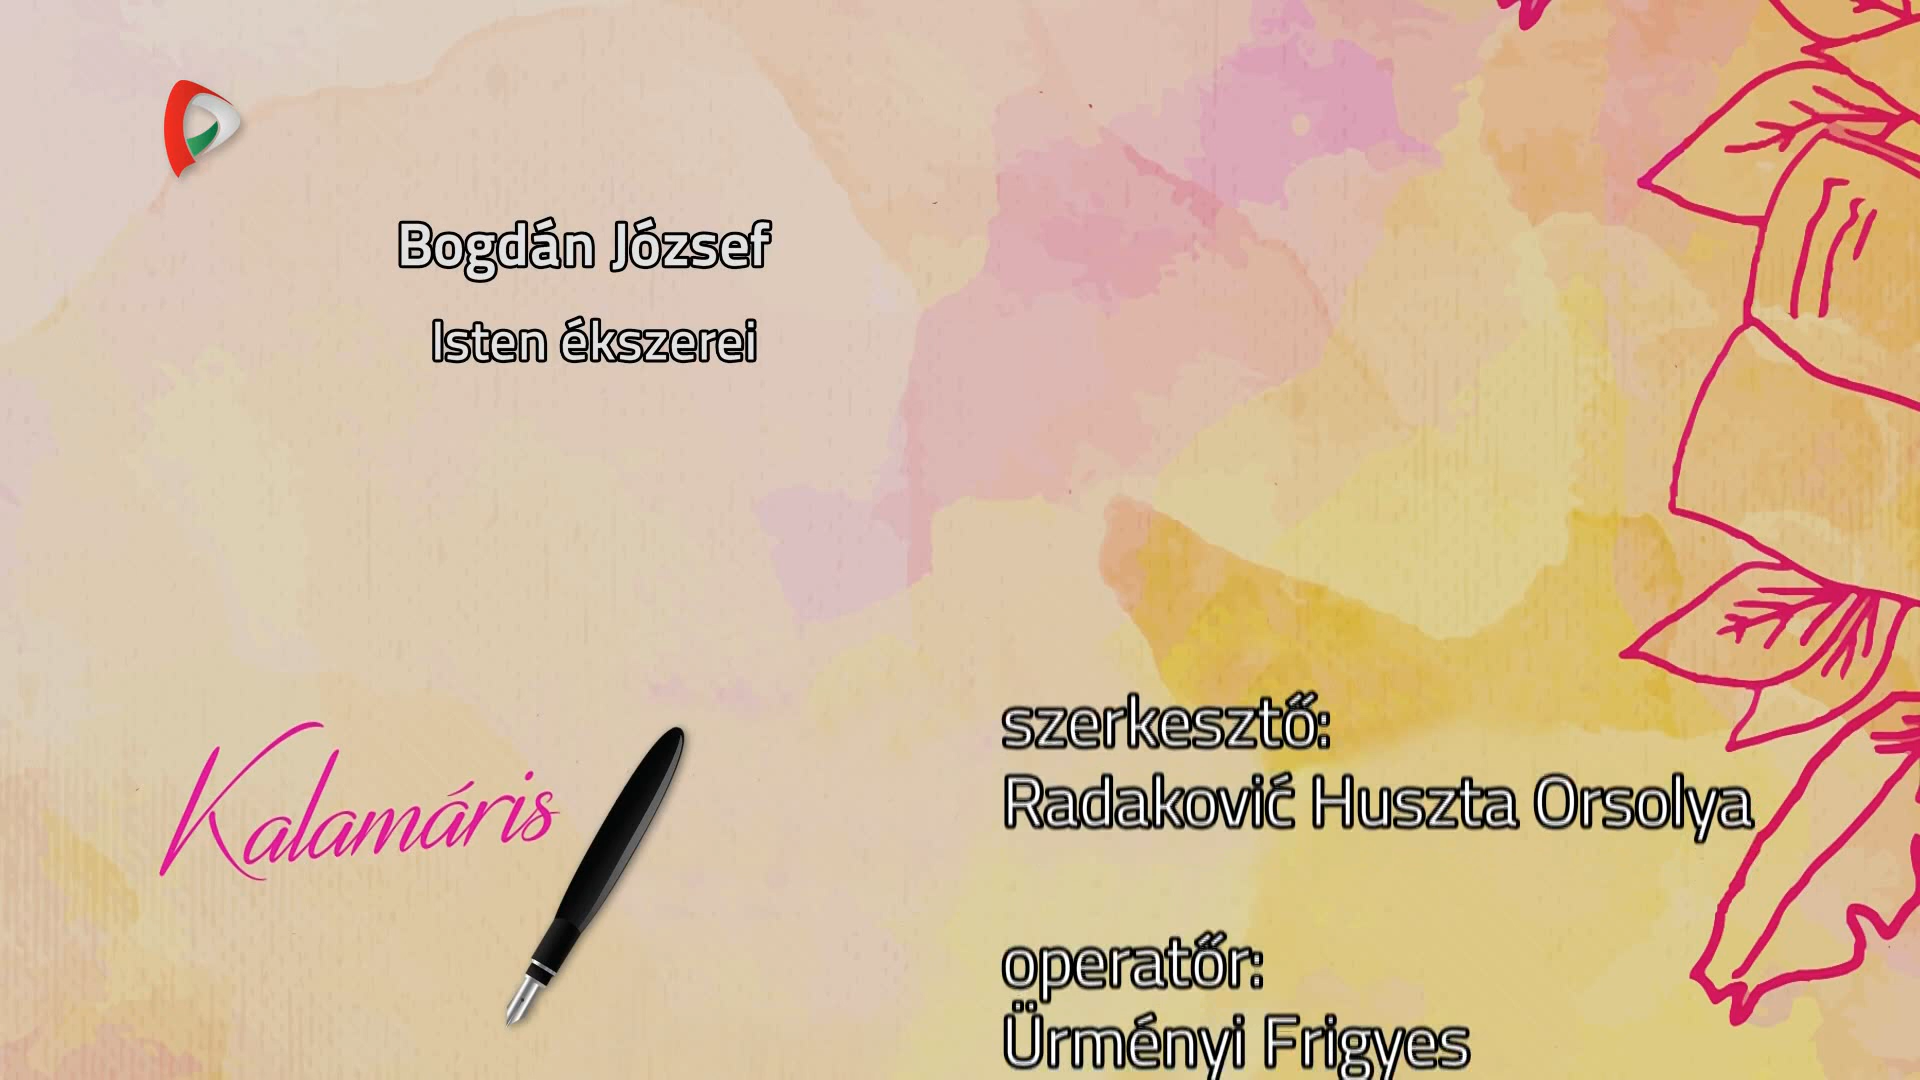 Bogdán József
Isten ékszerei
Kalamáris
szerkesztő:
Radaković Huszta Orsolya
operatőr:
Ürményi Frigyes